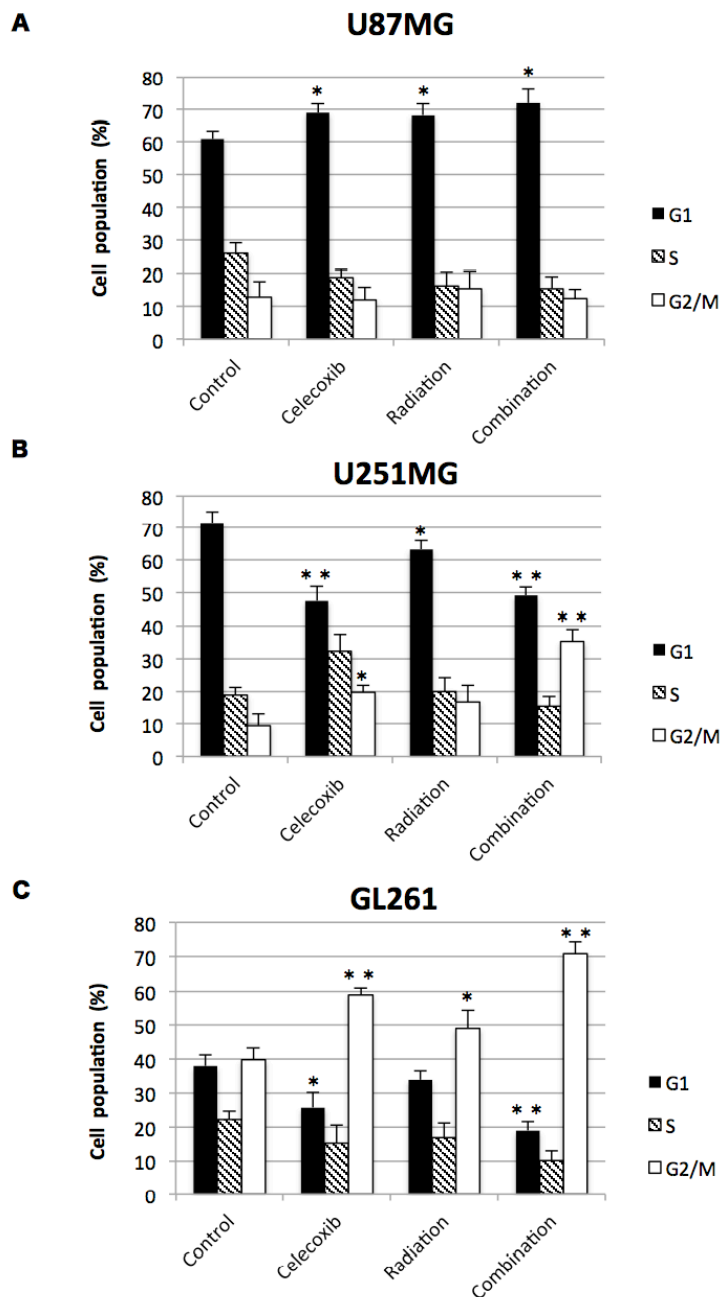 A
U87MG
Cell population (%)
80
70
60
50
40
30
20
10
0
*
*
*
Control
Celecoxib
Radiation
Combination
G1
S
G2/M
B
U251MG
Cell population (%)
80
70
60
50
40
30
20
10
0
* *
*
*
* *
* *
Control
Celecoxib
Radiation
Combination
G1
S
G2/M
C
GL261
Cell population (%)
80
70
60
50
40
30
20
10
0
*
* *
*
* *
* *
Control
Celecoxib
Radiation
Combination
G1
S
G2/M